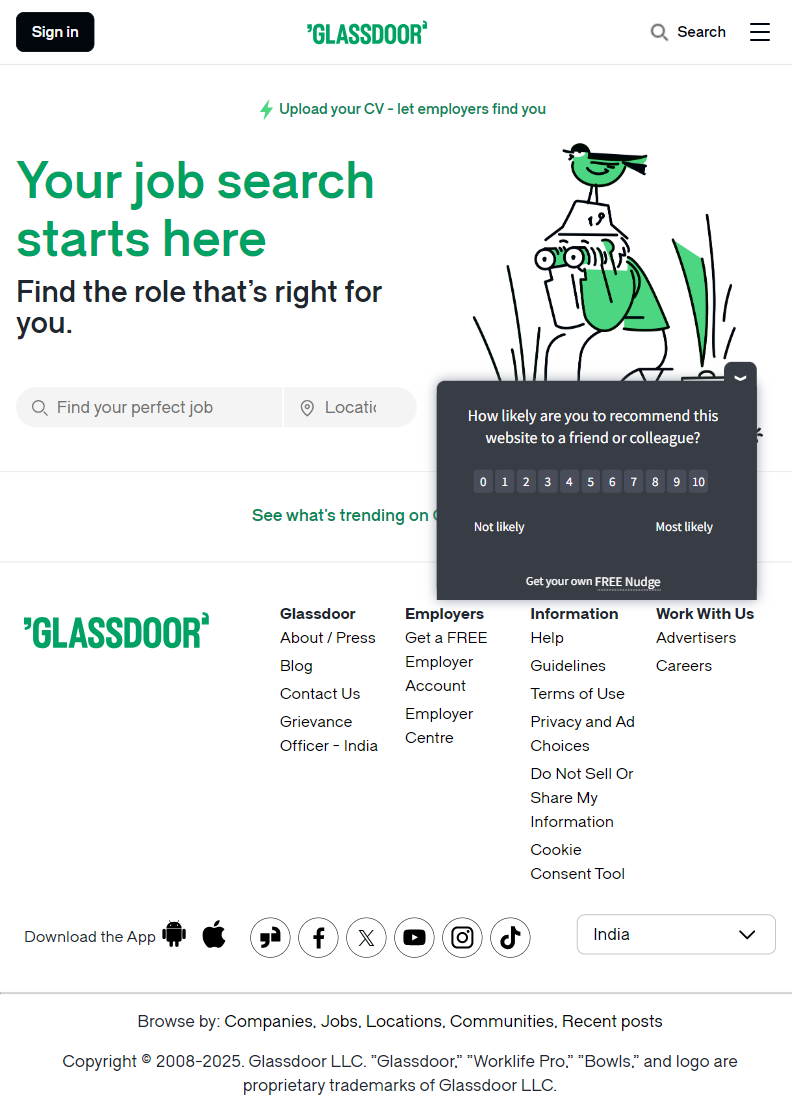 Sign in
GLASSDOOR
Search
Upload your CV - let employers find you
Your job search
starts here
Find the role that's right for
you.
Find your perfect job
Locatic
How likely are you to recommend this
website to a friend or colleague?
0 1 2 3 4 5 6 7 8 9 10
Not likely
Most likely
Get your own FREE Nudge
See what's trending on
GLASSDOOR
Glassdoor
About / Press
Blog
Contact Us
Grievance
Officer - India
Employers
Get a FREE
Employer
Account
Employer
Centre
Information
Help
Guidelines
Terms of Use
Privacy and Ad
Choices
Do Not Sell Or
Share My
Information
Cookie
Consent Tool
Work With Us
Advertisers
Careers
Download the App
India
Browse by: Companies, Jobs, Locations, Communities, Recent posts
Copyright © 2008-2025. Glassdoor LLC. "Glassdoor," "Worklife Pro," "Bowls," and logo are
proprietary trademarks of Glassdoor LLC.